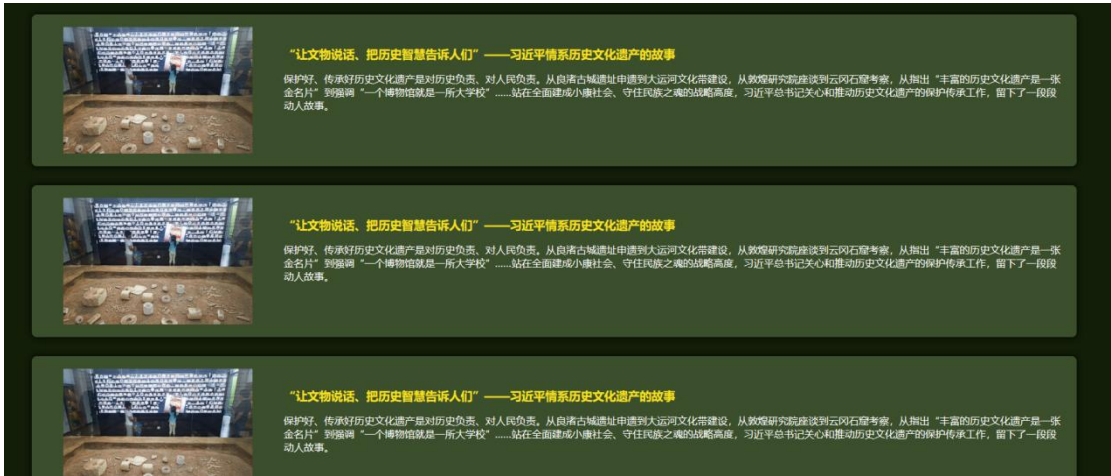 “让文物说话、把历史智慧告诉人们”——习近平情系历史文化遗产的故事
保护好、传承好历史文化遗产是对历史负责、对人民负责。从良渚古城遗址申遗到大运河文化带建设，从敦煌研究院座谈到云冈石窟考察，从指出“丰富的历史文化遗产是一张
金名片”到强调“一个博物馆就是一所大学校”……站在全面建成小康社会、守住民族之魂的战略高度，习近平总书记关心和推动历史文化遗产的保护传承工作，留下了一段段
动人故事。
“让文物说话、把历史智慧告诉人们”——习近平情系历史文化遗产的故事
保护好、传承好历史文化遗产是对历史负责、对人民负责。从良渚古城遗址申遗到大运河文化带建设，从敦煌研究院座谈到云冈石窟考察，从指出“丰富的历史文化遗产是一张
金名片”到强调“一个博物馆就是一所大学校”……站在全面建成小康社会、守住民族之魂的战略高度，习近平总书记关心和推动历史文化遗产的保护传承工作，留下了一段段
动人故事。
“让文物说话、把历史智慧告诉人们”——习近平情系历史文化遗产的故事
保护好、传承好历史文化遗产是对历史负责、对人民负责。从良渚古城遗址申遗到大运河文化带建设，从敦煌研究院座谈到云冈石窟考察，从指出“丰富的历史文化遗产是一张
金名片”到强调“一个博物馆就是一所大学校”……站在全面建成小康社会、守住民族之魂的战略高度，习近平总书记关心和推动历史文化遗产的保护传承工作，留下了一段段
动人故事。